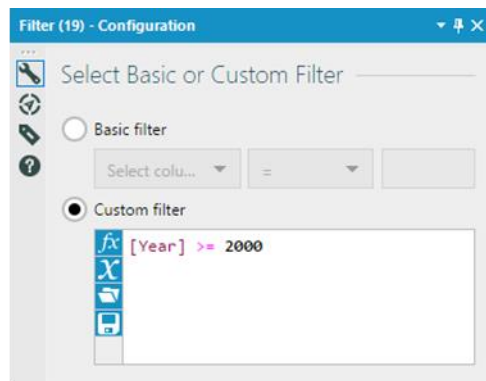 Filter (19) - Configuration
Select Basic or Custom Filter
Basic filter
Select colu... =
Custom filter
[Year] >= 2000